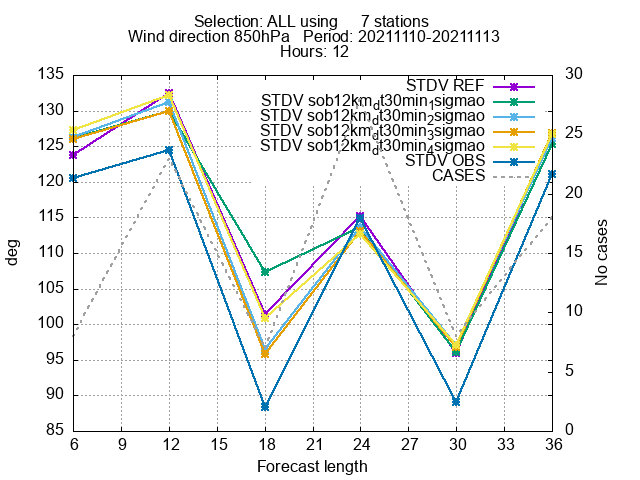 Selection: ALL using 7 stations
Wind direction 850hPa Period: 20211110-20211113
Hours: 12
135
130
125
120
115
110
105
100
95
90
85
deg
30
25
20
15
10
5
0
No cases
STDV REF
STDV sob12km_dt30min_1sigmao
STDV sob12km_dt30min_2sigmao
STDV sob12km_dt30min_3sigmao
STDV sob12km_dt30min_4sigmao
STDV OBS
CASES
6 9 12 15 18 21 24 27 30 33 36
Forecast length